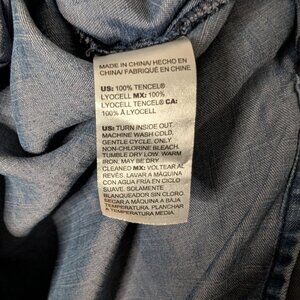 MADE IN CHINA/ HECHO EN
CHINA/ FABRIQUÉ EN CHINE
US: 100% TENCEL®
LYOCELL MX: 100%
LYOCELL TENCEL® CA:
100% À LYOCELL
US: TURN INSIDE OUT
MACHINE WASH COLD,
GENTLE CYCLE. ONLY
NON-CHLORINE BLEACH.
TUMBLE DRY LOW. WARM
IRON. MAY BE DRY
CLEANED MX: VOLTEAR AL
REVÉS. LAVAR A MÁQUINA
CON AGUA FRÍA EN CICLO
SUAVE. SOLAMENTE
BLANQUEADOR SIN CLORO.
SECAR A MÁQUINA A BAJA
TEMPERATURA. PLANCHAR
A TEMPERATURA MEDIA.